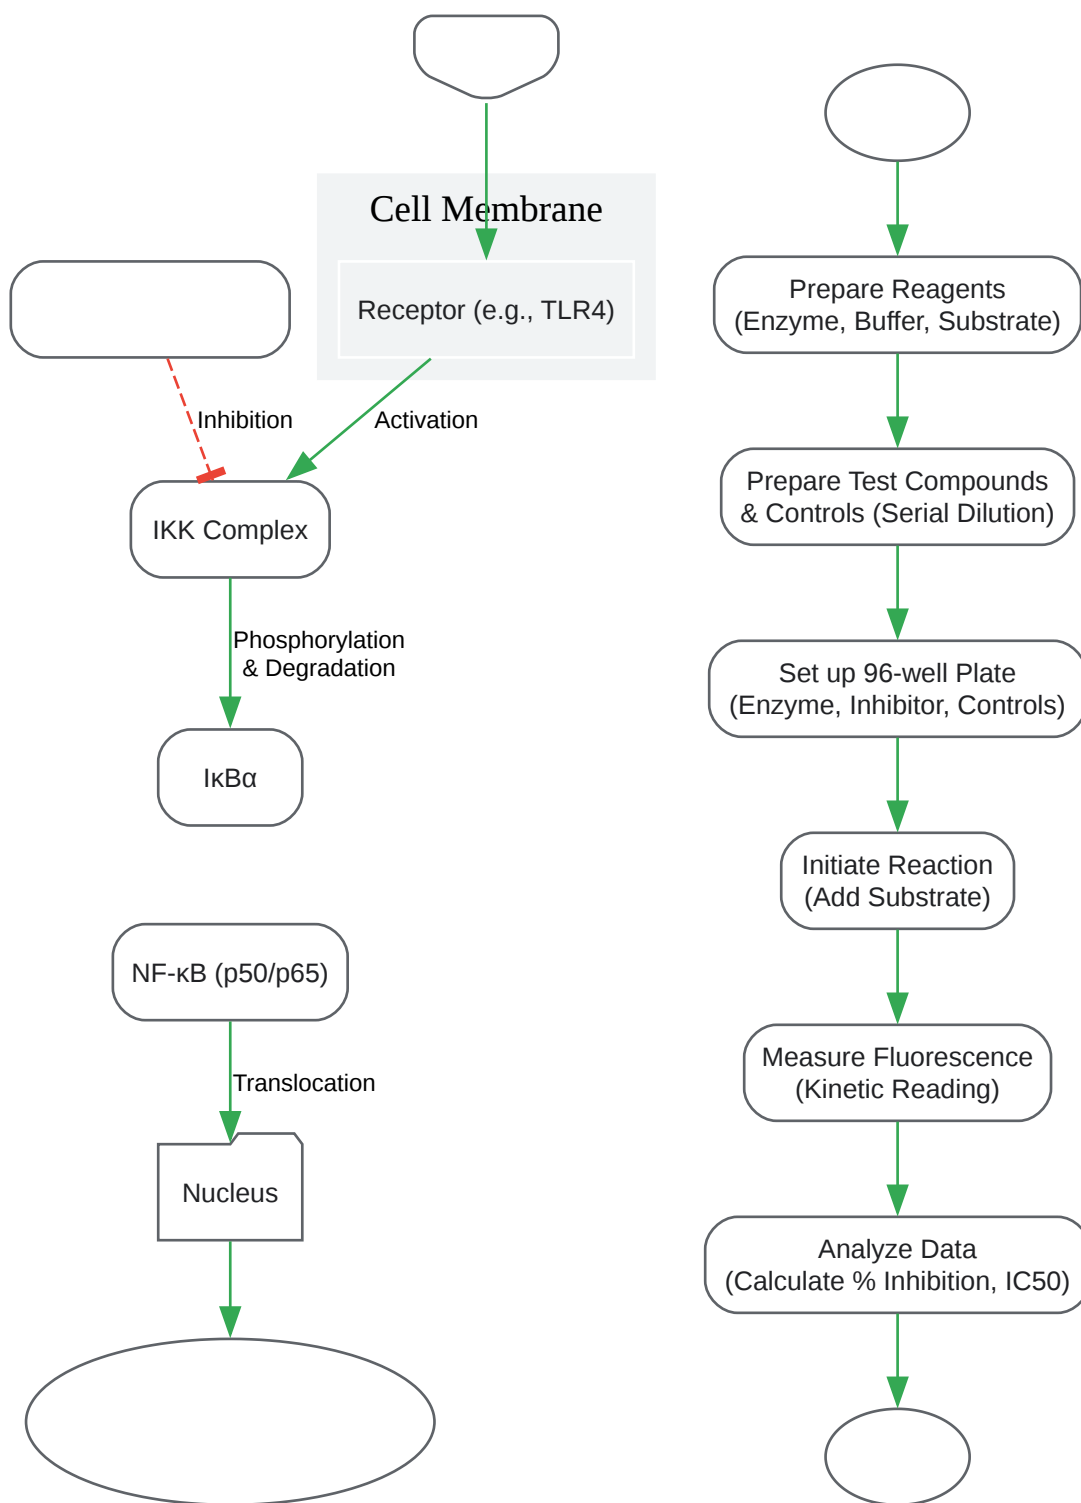 Cell Membrane
Receptor (e.g., TLR4)
Inhibition
Activation
IKK Complex
Phosphorylation
& Degradation
IκBα
NF-κB (p50/p65)
Translocation
Nucleus
Prepare Reagents
(Enzyme, Buffer, Substrate)
Prepare Test Compounds
& Controls (Serial Dilution)
Set up 96-well Plate
(Enzyme, Inhibitor, Controls)
Initiate Reaction
(Add Substrate)
Measure Fluorescence
(Kinetic Reading)
Analyze Data
(Calculate % Inhibition, IC50)